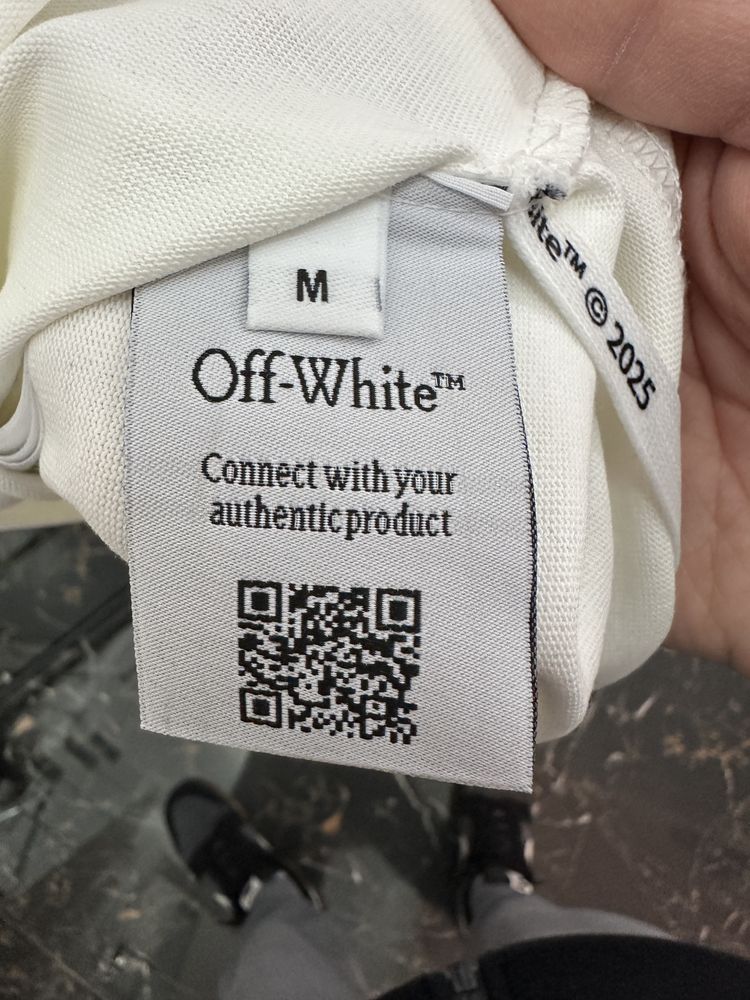 M
Off-White™
Connect with your
authentic product
ite™ © 2025